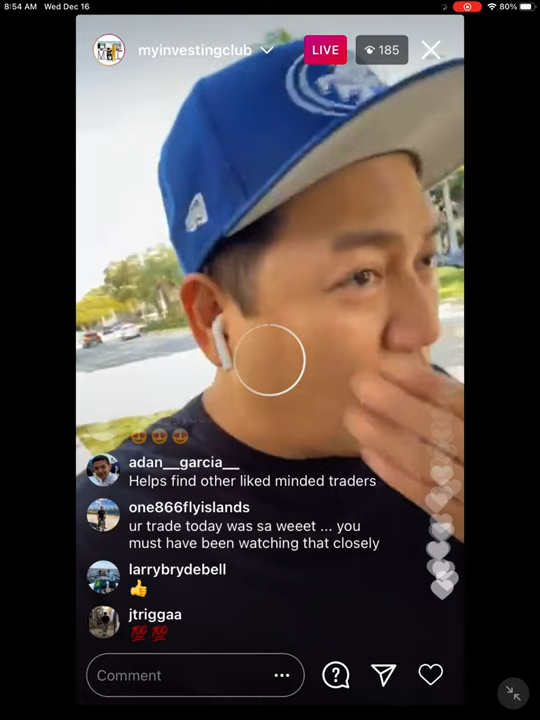 8:54 AM Wed Dec 16
80%
myinvestingclub
LIVE
185
😍 😍 😍
adan__garcia__
Helps find other liked minded traders
one866flyislands
ur trade today was sa weeet ... you
must have been watching that closely
larrybrydebell
👍
jtriggaa
💯 💯
Comment